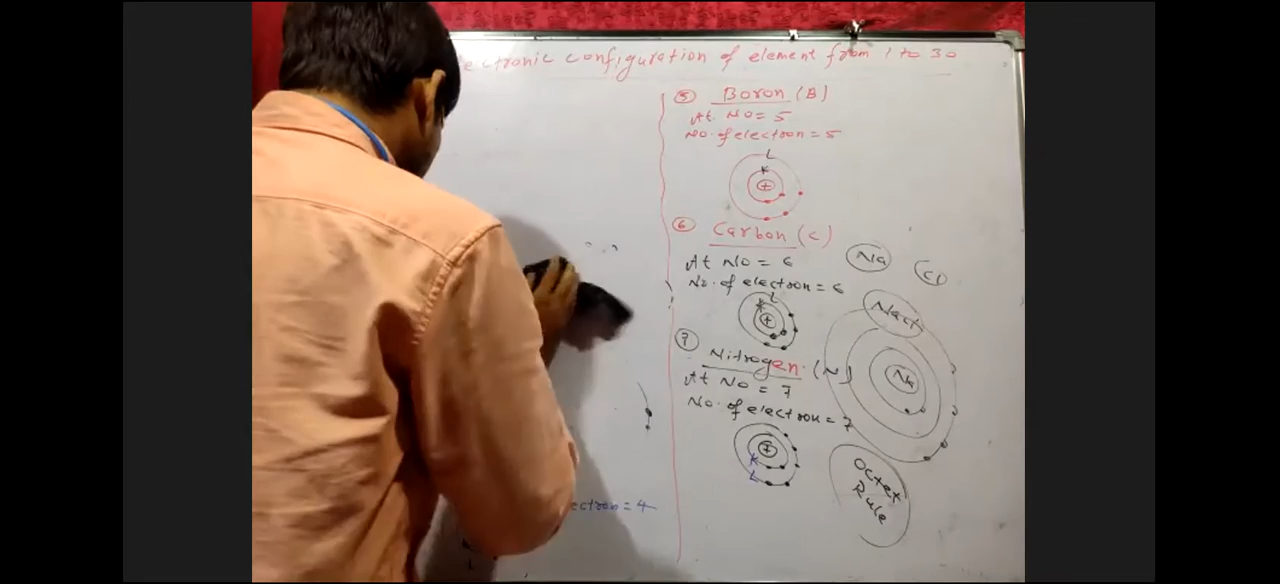 ectronic configuration of element from 1 to 30
ectron = 4
L
⑤ Boron (B)
At No = 5
No. of electron = 5
L
K
+
⑥ Carbon (C)
At No = 6
No. of electron = 6
L
K
+
⑦ Nitrogen. (N)
At No = 7
No. of electron = 7
+
K
L
Na
Cl
Nacl
Na
Octet
Rule